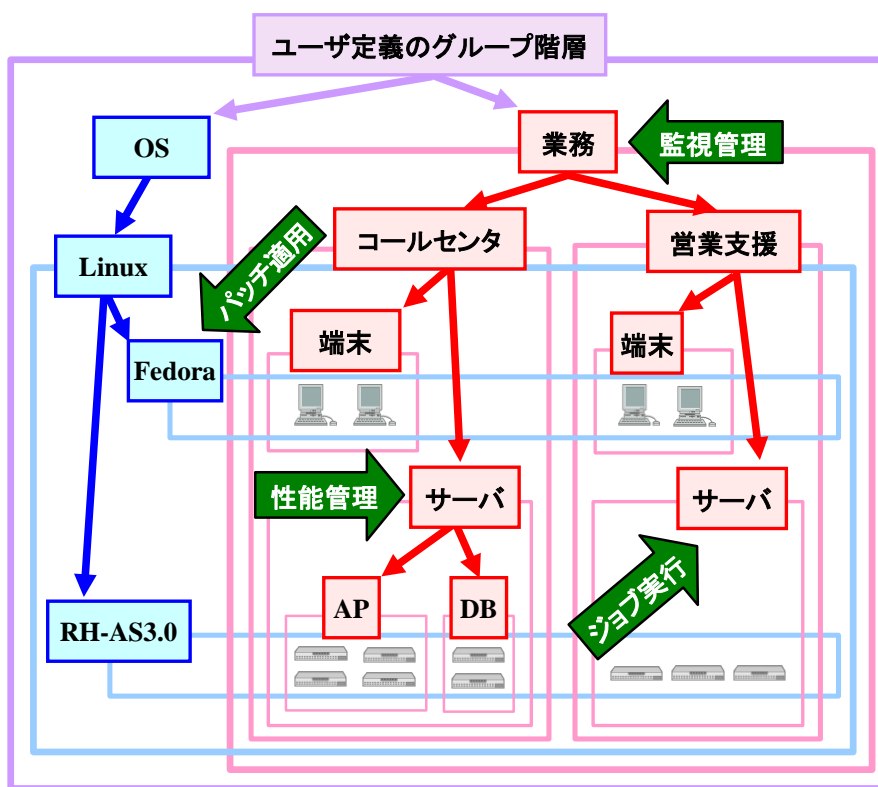 ユーザ定義のグループ階層
OS
業務
監視管理
コールセンタ
営業支援
Linux
パッチ適用
端末
端末
Fedora
性能管理
サーバ
サーバ
ジョブ実行
AP
DB
RH-AS3.0